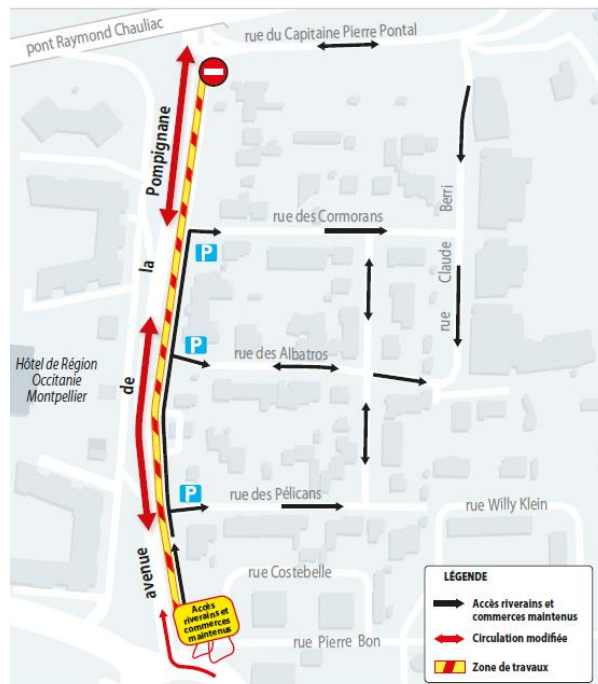 pont Raymond Chauliac
rue du Capitaine Pierre Pontal
avenue de la Pompignane
rue des Cormorans
P
rue Claude Berri
P
rue des Albatros
Hôtel de Région
Occitanie
Montpellier
P
rue des Pélicans
rue Willy Klein
rue Costebelle
Accès
riverains et
commerces
maintenus
rue Pierre Bon
LÉGENDE
Accès riverains et
commerces maintenus
Circulation modifiée
Zone de travaux